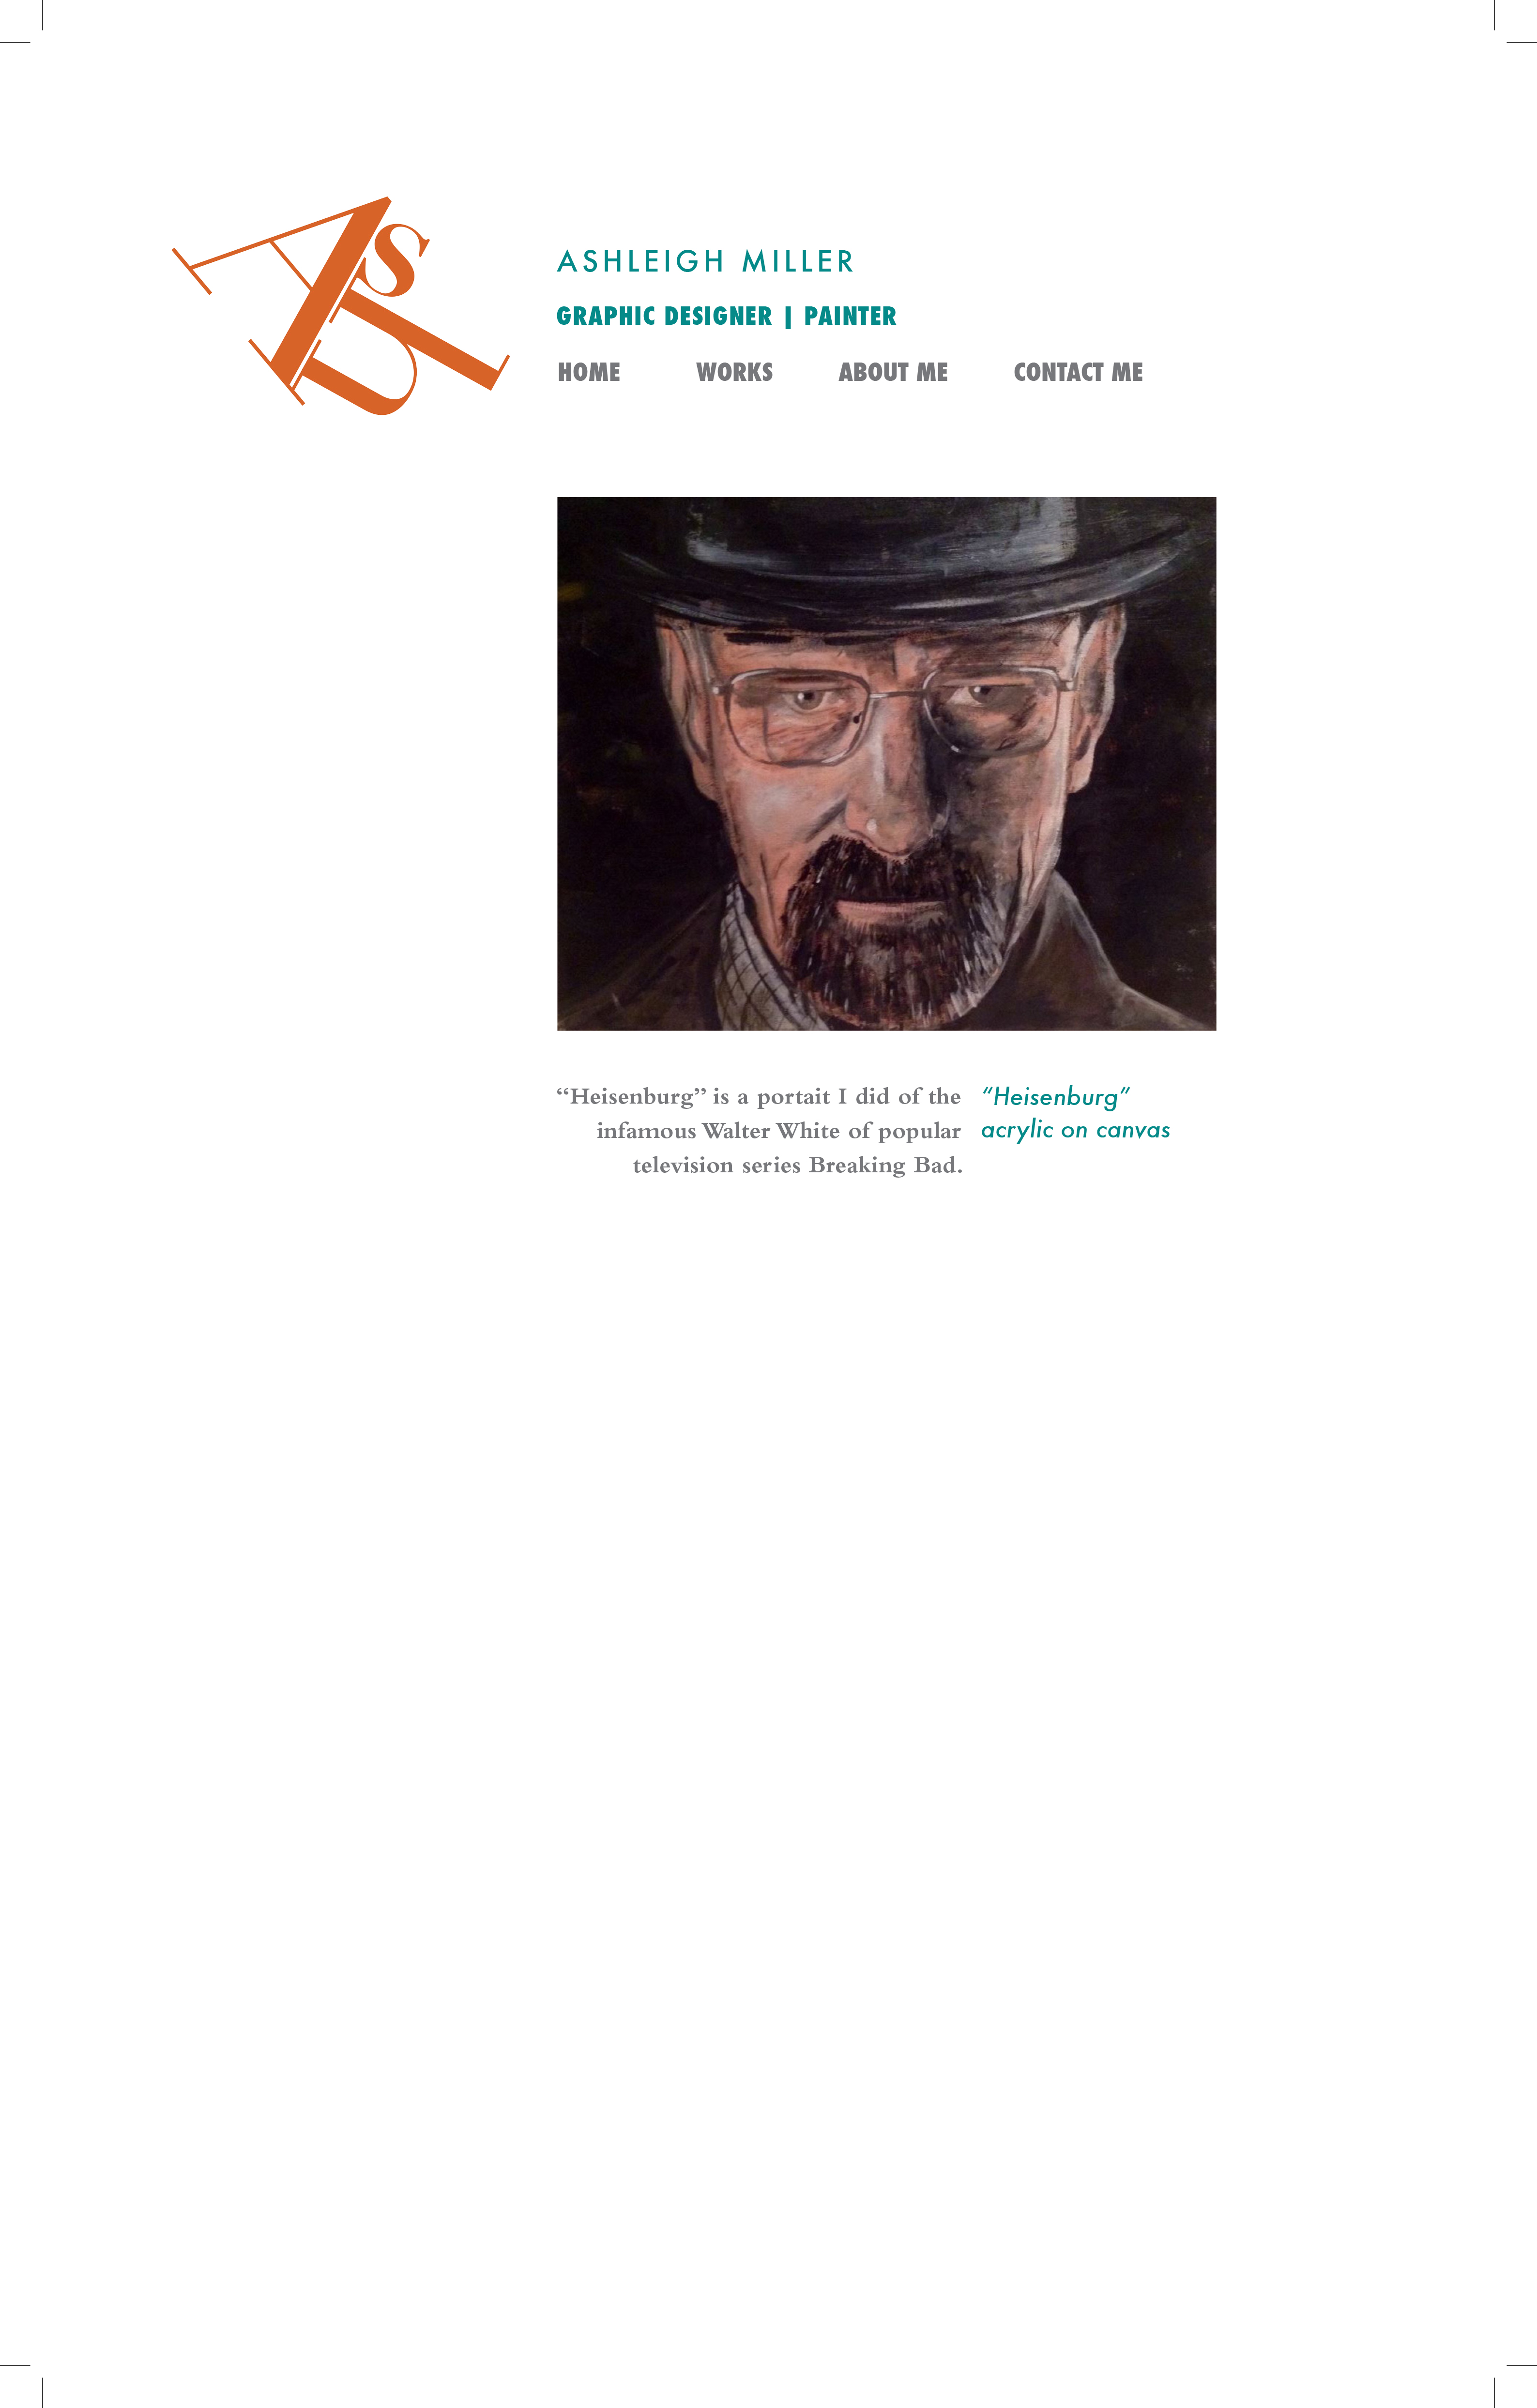 Ash
ASHLEIGH MILLER
GRAPHIC DESIGNER | PAINTER
HOME WORKS ABOUT ME CONTACT ME
“Heisenburg” is a portait I did of the
infamous Walter White of popular
television series Breaking Bad.
“Heisenburg”
acrylic on canvas